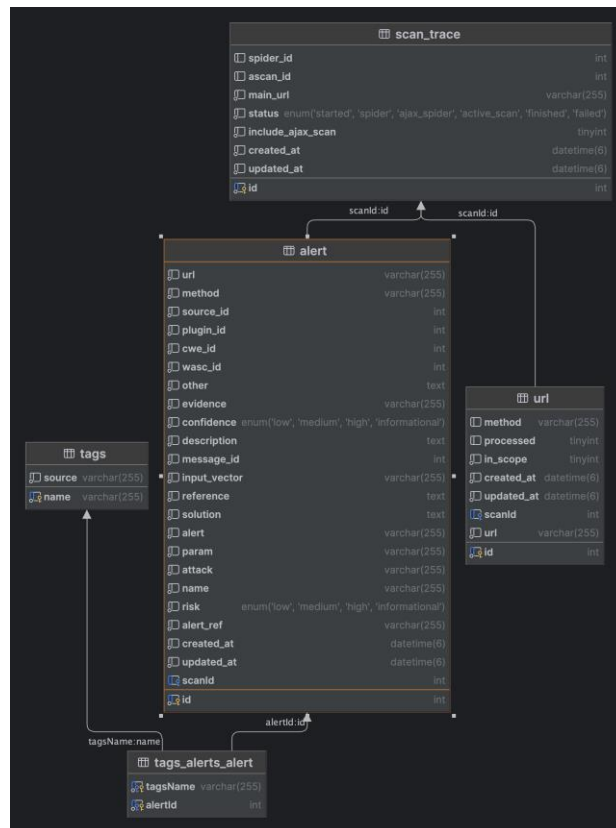 scan_trace
spider_id int
ascan_id int
main_url varchar(255)
status enum('started', 'spider', 'ajax_spider', 'active_scan', 'finished', 'failed')
include_ajax_scan tinyint
created_at datetime(6)
updated_at datetime(6)
id int
scanId:id
scanId:id
alert
url varchar(255)
method varchar(255)
source_id int
plugin_id int
cwe_id int
wasc_id int
other text
evidence varchar(255)
confidence enum('low', 'medium', 'high', 'informational')
description text
message_id int
input_vector varchar(255)
reference text
solution text
alert varchar(255)
param varchar(255)
attack varchar(255)
name varchar(255)
risk enum('low', 'medium', 'high', 'informational')
alert_ref varchar(255)
created_at datetime(6)
updated_at datetime(6)
scanId int
id int
url
method varchar(255)
processed tinyint
in_scope tinyint
created_at datetime(6)
updated_at datetime(6)
scanId int
url varchar(255)
id int
tags
source varchar(255)
name varchar(255)
alertId:id
tagsName:name
tags_alerts_alert
tagsName varchar(255)
alertId int